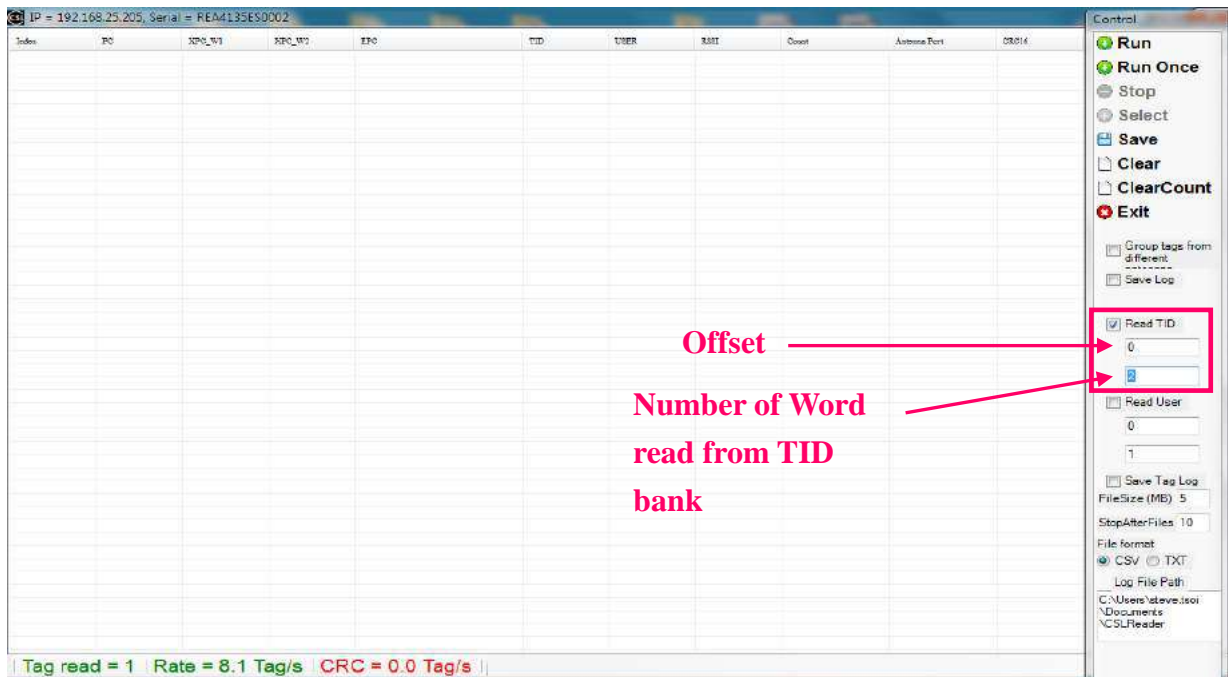 IP = 192.168.25.205, Serial = REA4135ES0002
Index PC XPC_W1 XPC_W2 EPC TID USER RSSI Count Antenna Port CRC16
Control
Run
Run Once
Stop
Select
Save
Clear
ClearCount
Exit
Group tags from
different
Save Log
Read TID
Offset
0
2
Number of Word
read from TID
bank
Read User
0
1
Save Tag Log
FileSize (MB) 5
StopAfterFiles 10
File format
CSV TXT
Log File Path
C:\Users\steve.tsoi
\Documents
\CSLReader
Tag read = 1 Rate = 8.1 Tag/s CRC = 0.0 Tag/s